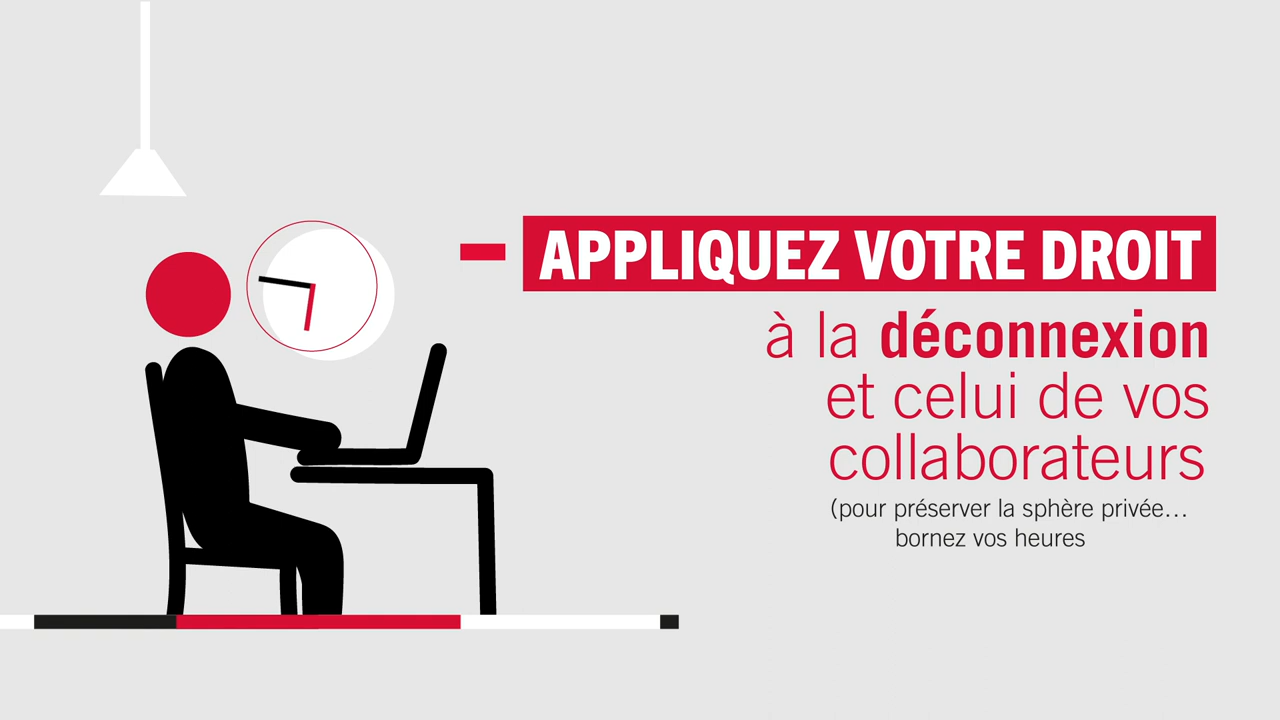 APPLIQUEZ VOTRE DROIT
à la déconnexion
et celui de vos
collaborateurs
(pour préserver la sphère privée…
bornez vos heures